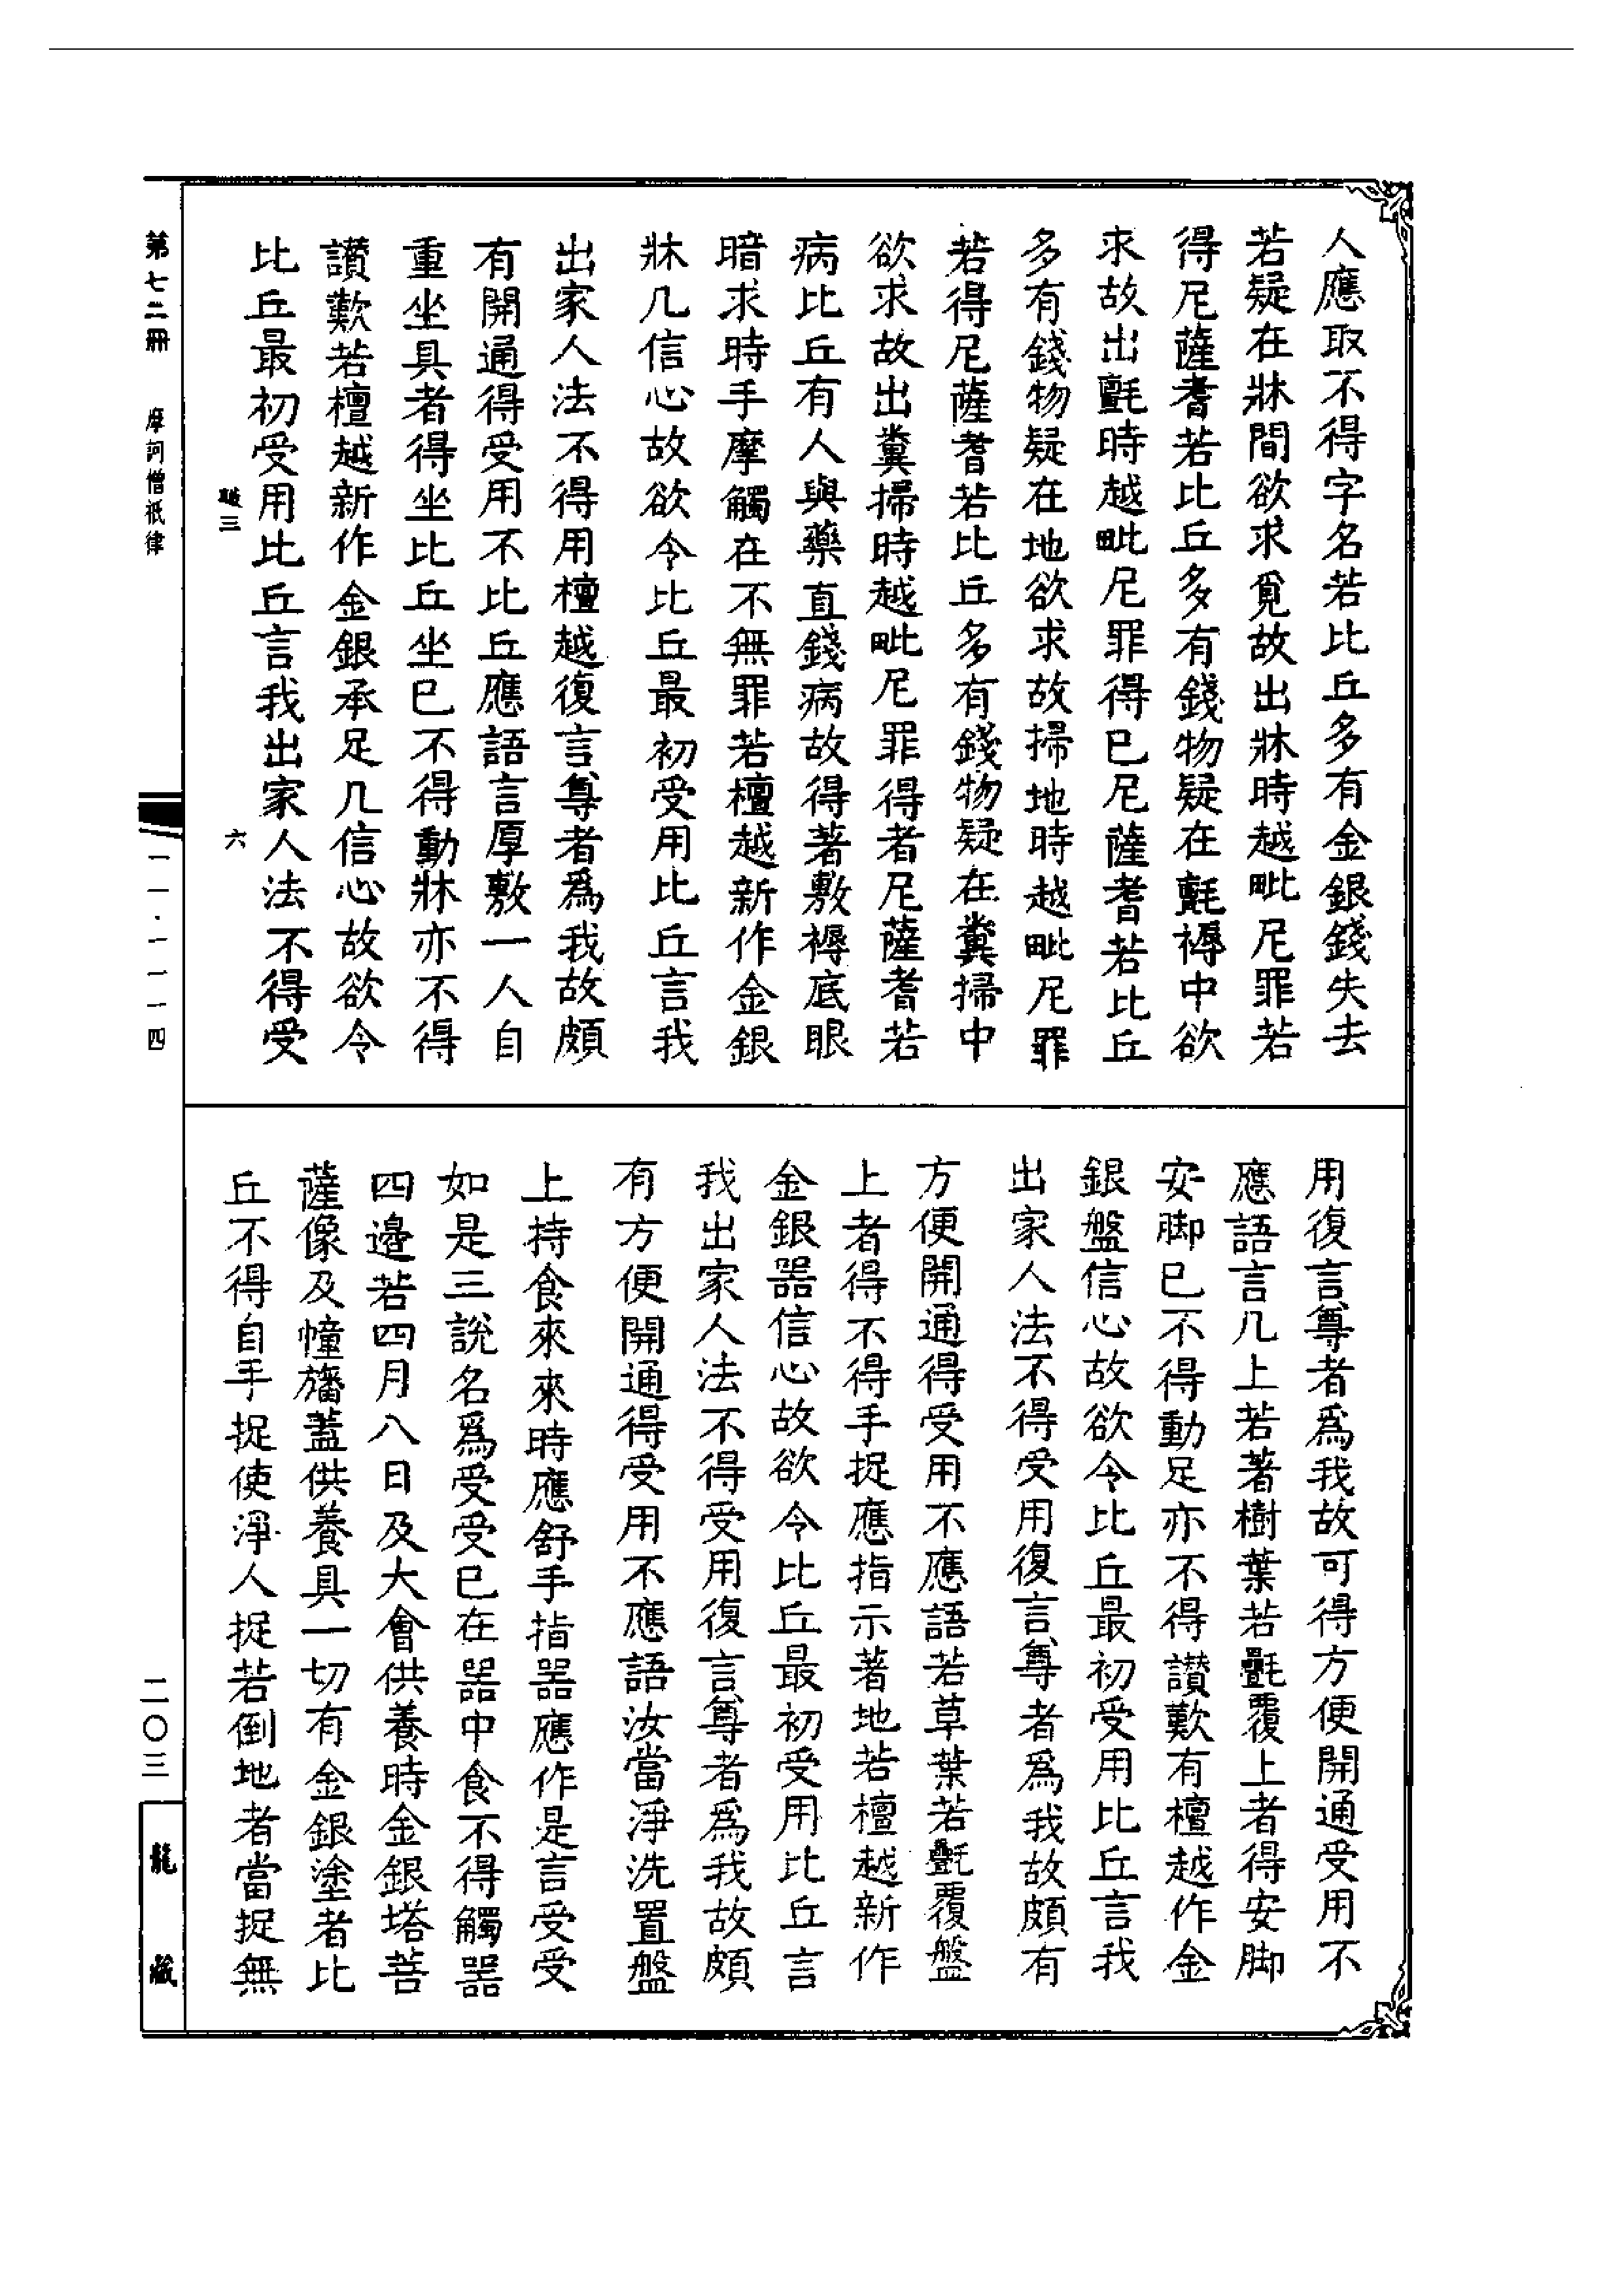 人應取不得字名若比丘多有金銀錢失去
若疑在牀間欲求覓故出牀時越毗尼罪若
得尼薩耆若比丘多有錢物疑在氈褥中欲
求故出氈時越毗尼罪得已尼薩耆若比丘
多有錢物疑在地欲求故掃地時越毗尼罪
若得尼薩耆若比丘多有錢物疑在糞掃中
欲求故出糞掃時越毗尼罪得者尼薩耆若
病比丘有人與藥直錢病故得著敷褥底眼
暗求時手摩觸在不無罪若檀越新作金銀
牀几信心故欲令比丘最初受用比丘言我
出家人法不得用檀越復言尊者為我故頗
有開通得受用不比丘應語言厚敷一人自
重坐具者得坐比丘坐已不得動牀亦不得
讚歎若檀越新作金銀承足几信心故欲令
比丘最初受用比丘言我出家人法不得受
用復言尊者為我故可得方便開通受用不
應語言几上若著樹葉若㲲覆上者得安脚
安脚已不得動足亦不得讚歎有檀越作金
銀盤信心故欲令比丘最初受用比丘言我
出家人法不得受用復言尊者為我故頗有
方便開通得受用不應語若草葉若㲲覆盤
上者得不得手捉應指示著地若檀越新作
金銀器信心故欲令比丘最初受用比丘言
我出家人法不得受用復言尊者為我故頗
有方便開通得受用不應語汝當淨洗置盤
上持食來來時應舒手指器應作是言受受
如是三說名為受受已在器中食不得觸器
四邊若四月八日及大會供養時金銀塔菩
薩像及幢旛蓋供養具一切有金銀塗者比
丘不得自手捉使淨人捉若倒地者當捉無
第七二冊
摩訶僧祇律
三
六
一一·一一一四
二〇三
龍藏